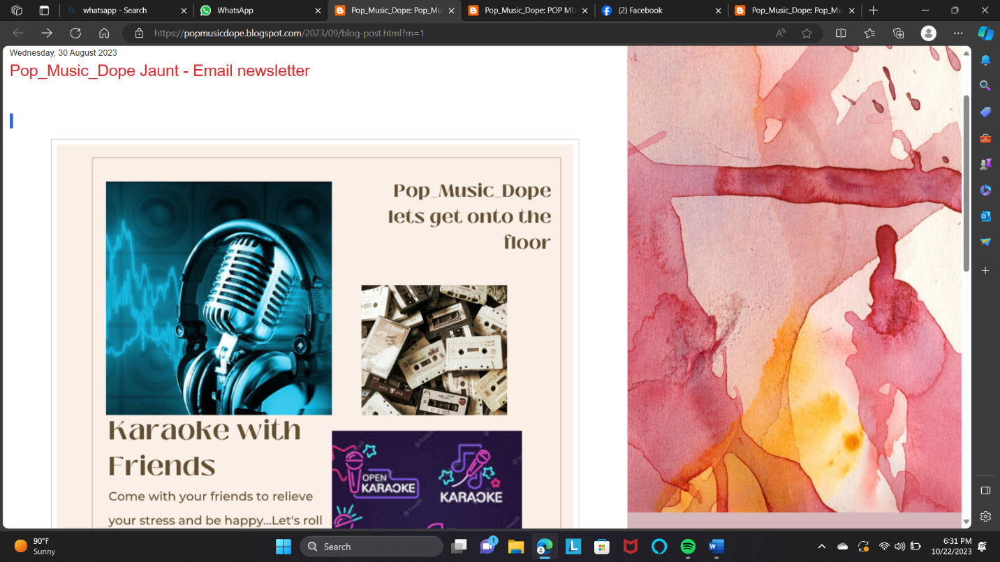 whatsapp - Search
WhatsApp
Pop_Music_Dope: Pop_Mu
Pop_Music_Dope: POP MU
(2) Facebook
Pop_Music_Dope: Pop_Mu
https://popmusicdope.blogspot.com/2023/09/blog-post.html?m=1
Wednesday, 30 August 2023
Pop_Music_Dope Jaunt - Email newsletter
Pop_Music_Dope
lets get onto the
floor
Karaoke with
Friends
Come with your friends to relieve
your stress and be happy...Let's roll
OPEN
KARAOKE
KARAOKE
90°F
Sunny
Search
1
L
W
6:31 PM
10/22/2023